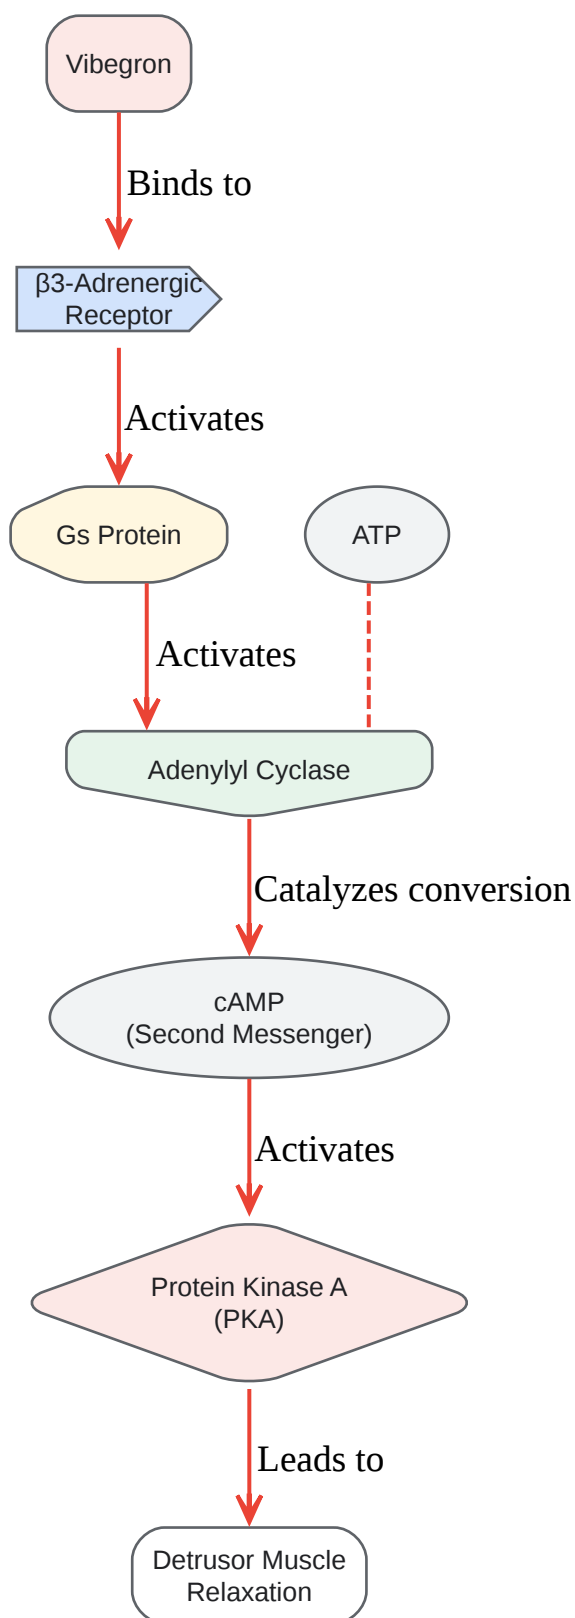 Vibegron
Binds to
β3-Adrenergic
Receptor
Activates
Gs Protein
ATP
Activates
Adenylyl Cyclase
Catalyzes conversion
cAMP
(Second Messenger)
Activates
Protein Kinase A
(PKA)
Leads to
Detrusor Muscle
Relaxation